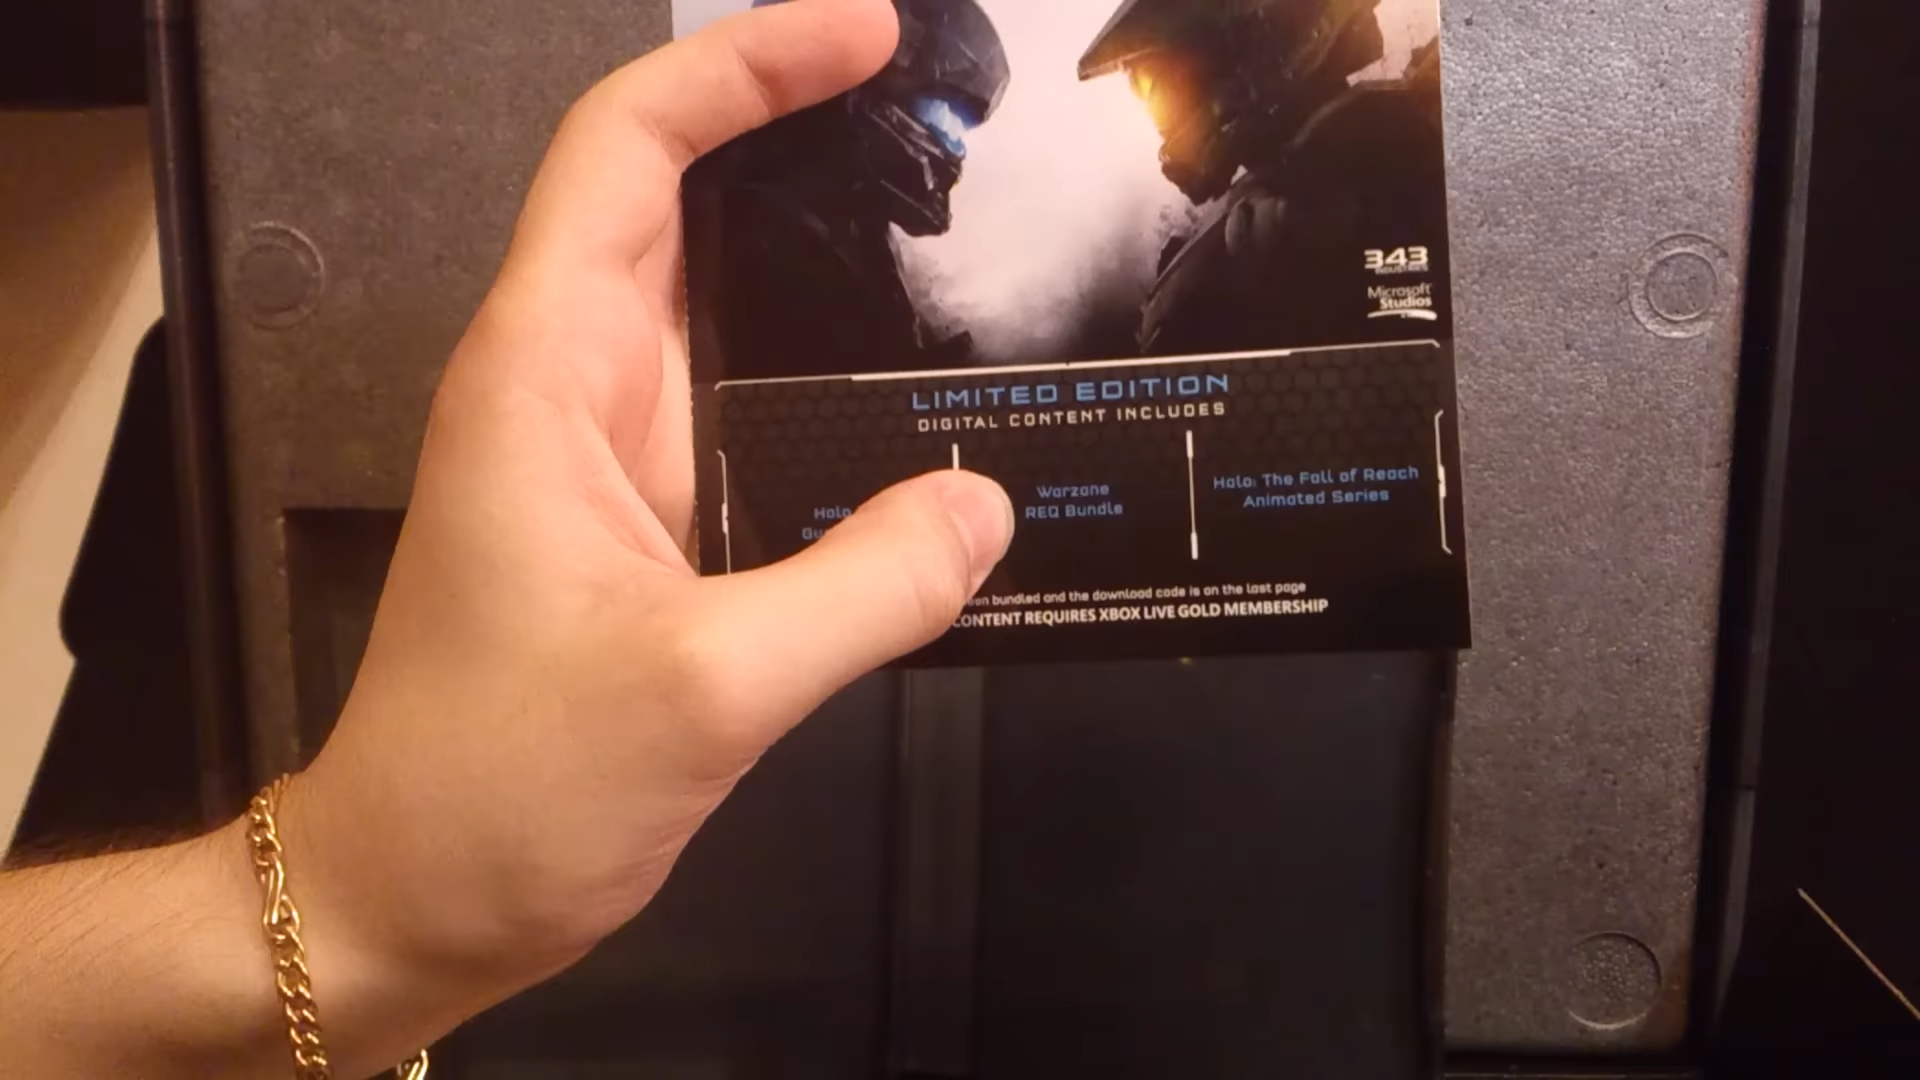 343
INDUSTRIES
Microsoft
Studios
LIMITED EDITION
DIGITAL CONTENT INCLUDES
Halo
Warzone
REQ Bundle
Halo: The Fall of Reach
Animated Series
bundled and the download code is on the last page
CONTENT REQUIRES XBOX LIVE GOLD MEMBERSHIP